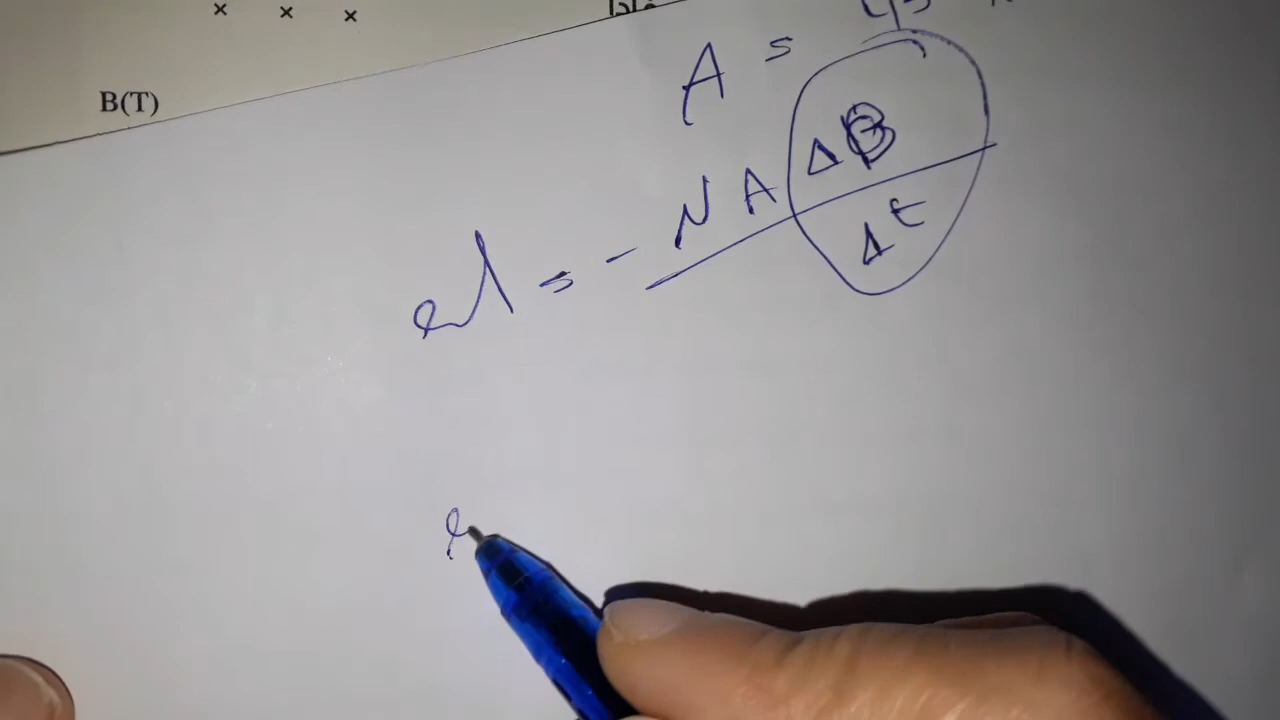 × × ×
B(T)
A =
= - N A ΔB
Δt